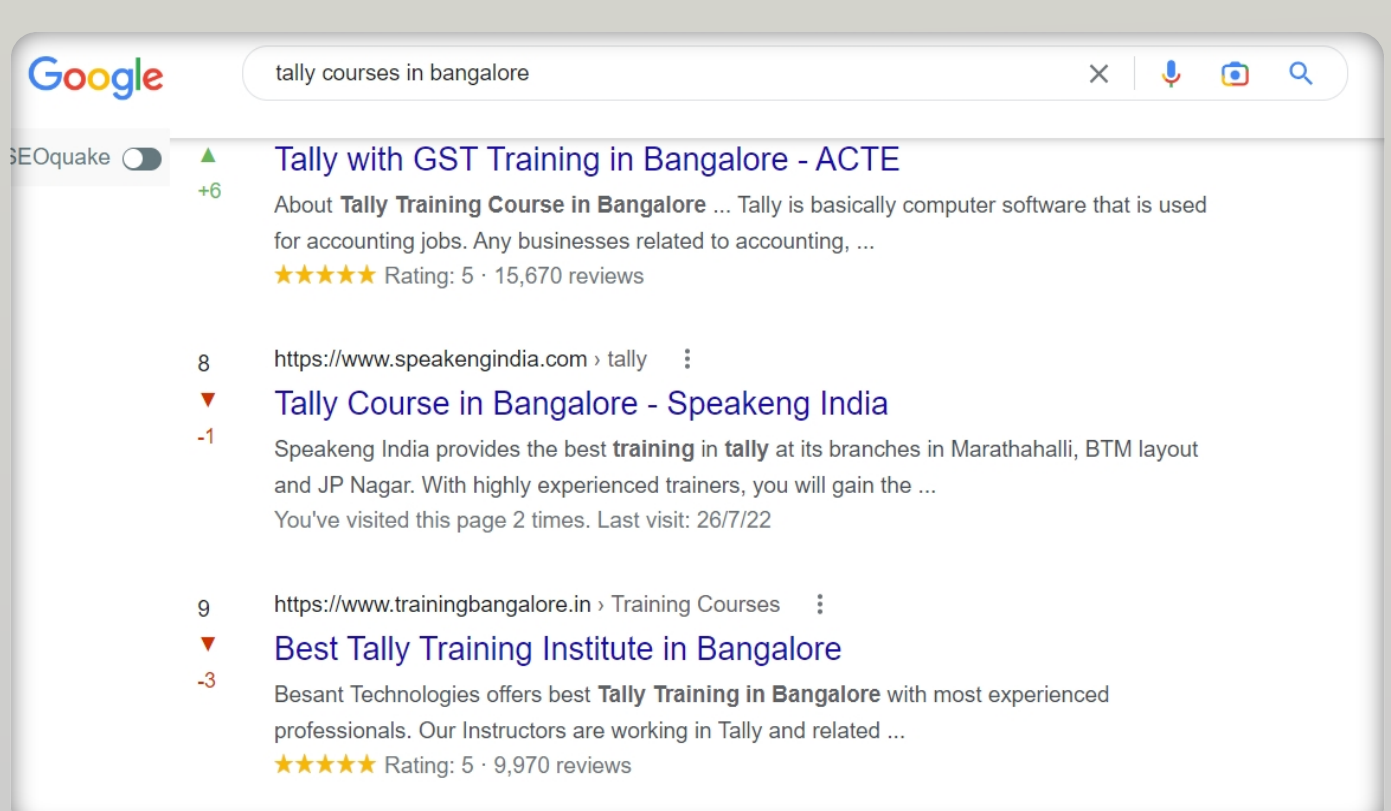 Google
tally courses in bangalore
SEOquake
▲ Tally with GST Training in Bangalore - ACTE
+6
About Tally Training Course in Bangalore ... Tally is basically computer software that is used
for accounting jobs. Any businesses related to accounting, ...
★★★★★ Rating: 5 · 15,670 reviews
8
https://www.speakengindia.com › tally
▼ Tally Course in Bangalore - Speakeng India
-1
Speakeng India provides the best training in tally at its branches in Marathahalli, BTM layout
and JP Nagar. With highly experienced trainers, you will gain the ...
You've visited this page 2 times. Last visit: 26/7/22
9
https://www.trainingbangalore.in › Training Courses
▼ Best Tally Training Institute in Bangalore
-3
Besant Technologies offers best Tally Training in Bangalore with most experienced
professionals. Our Instructors are working in Tally and related ...
★★★★★ Rating: 5 · 9,970 reviews